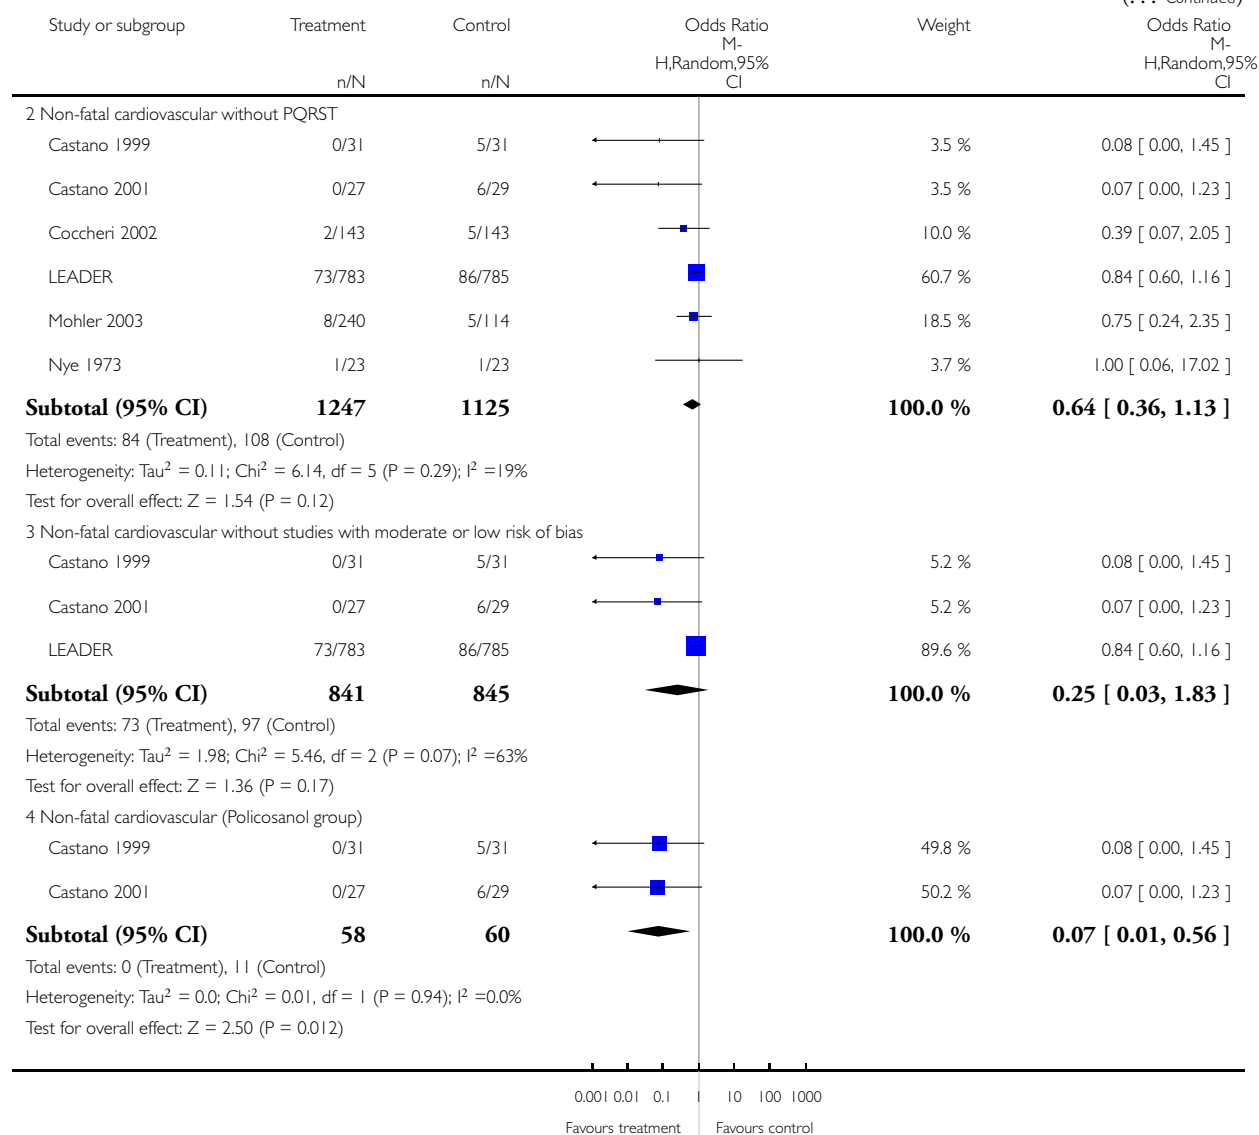 (... Continued)
Study or subgroup Treatment Control Odds Ratio Weight Odds Ratio
M- M-
H,Random,95% H,Random,95%
n/N n/N CI CI
2 Non-fatal cardiovascular without PQRST
Castano 1999 0/31 5/31 3.5 % 0.08 [ 0.00, 1.45 ]
Castano 2001 0/27 6/29 3.5 % 0.07 [ 0.00, 1.23 ]
Coccheri 2002 2/143 5/143 10.0 % 0.39 [ 0.07, 2.05 ]
LEADER 73/783 86/785 60.7 % 0.84 [ 0.60, 1.16 ]
Mohler 2003 8/240 5/114 18.5 % 0.75 [ 0.24, 2.35 ]
Nye 1973 1/23 1/23 3.7 % 1.00 [ 0.06, 17.02 ]
Subtotal (95% CI) 1247 1125 100.0 % 0.64 [ 0.36, 1.13 ]
Total events: 84 (Treatment), 108 (Control)
Heterogeneity: Tau² = 0.11; Chi² = 6.14, df = 5 (P = 0.29); I² =19%
Test for overall effect: Z = 1.54 (P = 0.12)
3 Non-fatal cardiovascular without studies with moderate or low risk of bias
Castano 1999 0/31 5/31 5.2 % 0.08 [ 0.00, 1.45 ]
Castano 2001 0/27 6/29 5.2 % 0.07 [ 0.00, 1.23 ]
LEADER 73/783 86/785 89.6 % 0.84 [ 0.60, 1.16 ]
Subtotal (95% CI) 841 845 100.0 % 0.25 [ 0.03, 1.83 ]
Total events: 73 (Treatment), 97 (Control)
Heterogeneity: Tau² = 1.98; Chi² = 5.46, df = 2 (P = 0.07); I² =63%
Test for overall effect: Z = 1.36 (P = 0.17)
4 Non-fatal cardiovascular (Policosanol group)
Castano 1999 0/31 5/31 49.8 % 0.08 [ 0.00, 1.45 ]
Castano 2001 0/27 6/29 50.2 % 0.07 [ 0.00, 1.23 ]
Subtotal (95% CI) 58 60 100.0 % 0.07 [ 0.01, 0.56 ]
Total events: 0 (Treatment), 11 (Control)
Heterogeneity: Tau² = 0.0; Chi² = 0.01, df = 1 (P = 0.94); I² =0.0%
Test for overall effect: Z = 2.50 (P = 0.012)
0.001 0.01 0.1 1 10 100 1000
Favours treatment Favours control